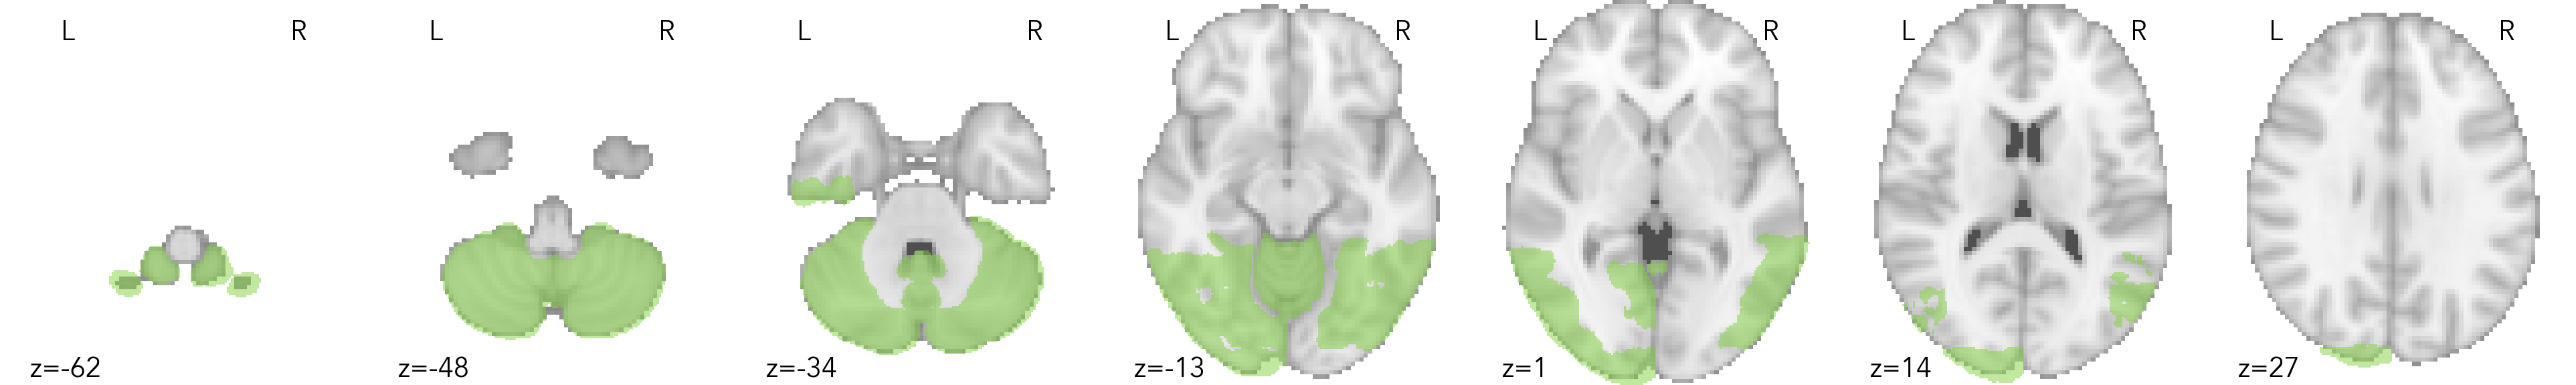 L R L R L R L R L R L R L R
z=-62 z=-48 z=-34 z=-13 z=1 z=14 z=27